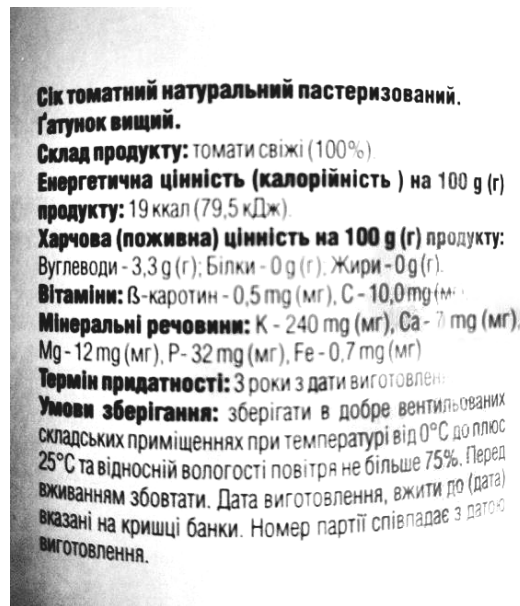 Сік томатний натуральний пастеризований.
Ґатунок вищий.
Склад продукту: томати свіжі (100%)
Енергетична цінність (калорійність ) на 100 g (г)
продукту: 19 ккал (79,5 кДж).
Харчова (поживна) цінність на 100 g (г) продукту:
Вуглеводи - 3,3 g (г); Білки - 0 g (г); Жири - 0 g (г).
Вітаміни: ß-каротин - 0,5 mg (мг), С - 10,0 mg
Мінеральні речовини: K - 240 mg (мг), Ca - mg (мг),
Mg - 12 mg (мг), P- 32 mg (мг), Fe - 0,7 mg (мг)
Термін придатності: 3 роки з дати
Умови зберігання: зберігати в добре вентильованих
складських приміщеннях при температурі від 0°С до плюс
25°С та відносній вологості повітря не більше 75%. Перед
вживанням збовтати. Дата виготовлення, вжити до (дата)
вказані на кришці банки. Номер партії співпадає з датою
виготовлення.